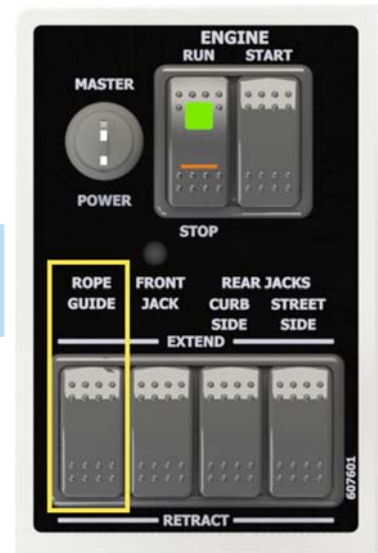 ENGINE
RUN START
MASTER
POWER
STOP
ROPE GUIDE
FRONT JACK
REAR JACKS
CURB SIDE
STREET SIDE
EXTEND
607601
RETRACT